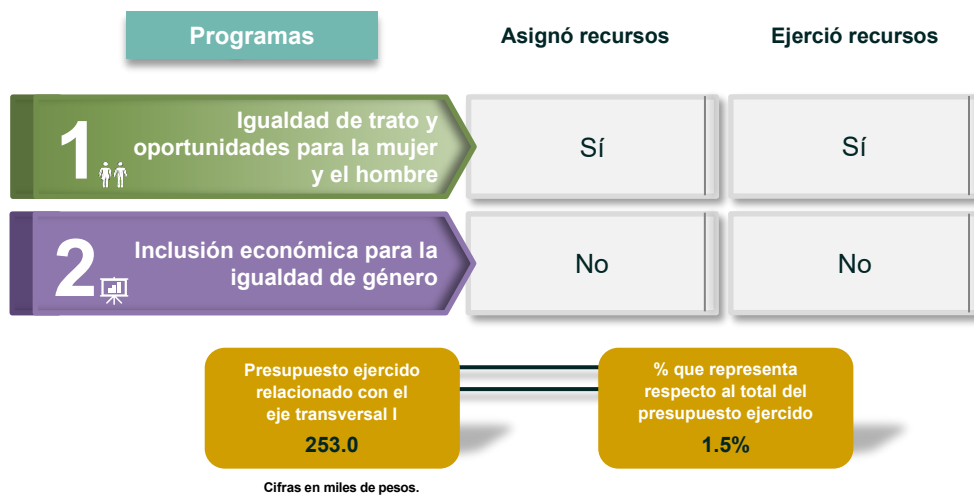 Programas
Asignó recursos
Ejerció recursos
1
Igualdad de trato y
oportunidades para la mujer
y el hombre
Sí
Sí
2
Inclusión económica para la
igualdad de género
No
No
Presupuesto ejercido
relacionado con el
eje transversal I
253.0
% que representa
respecto al total del
presupuesto ejercido
1.5%
Cifras en miles de pesos.